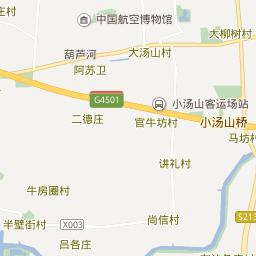 中国航空博物馆
庄
大柳树村
葫芦河
大汤山村
阿苏卫
G4501
小汤山客运场站
二德庄
官牛坊村
小汤山桥
马坊
讲礼村
牛房圈村
半壁街村
X003
尚信村
S213
吕各庄